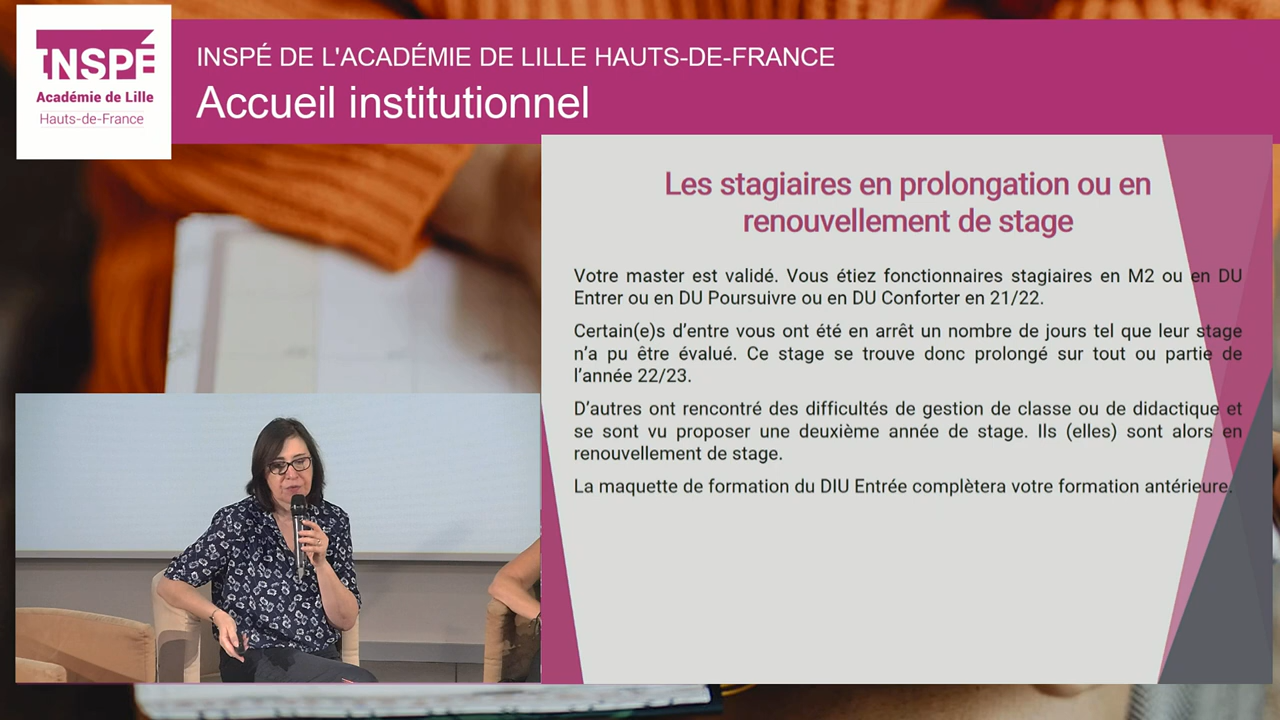 INSPÉ
Académie de Lille
Hauts-de-France
INSPÉ DE L'ACADÉMIE DE LILLE HAUTS-DE-FRANCE
Accueil institutionnel
Les stagiaires en prolongation ou en
renouvellement de stage
Votre master est validé. Vous étiez fonctionnaires stagiaires en M2 ou en DU
Entrer ou en DU Poursuivre ou en DU Conforter en 21/22.
Certain(e)s d'entre vous ont été en arrêt un nombre de jours tel que leur stage
n'a pu être évalué. Ce stage se trouve donc prolongé sur tout ou partie de
l'année 22/23.
D'autres ont rencontré des difficultés de gestion de classe ou de didactique et
se sont vu proposer une deuxième année de stage. Ils (elles) sont alors en
renouvellement de stage.
La maquette de formation du DIU Entrée complètera votre formation antérieure.